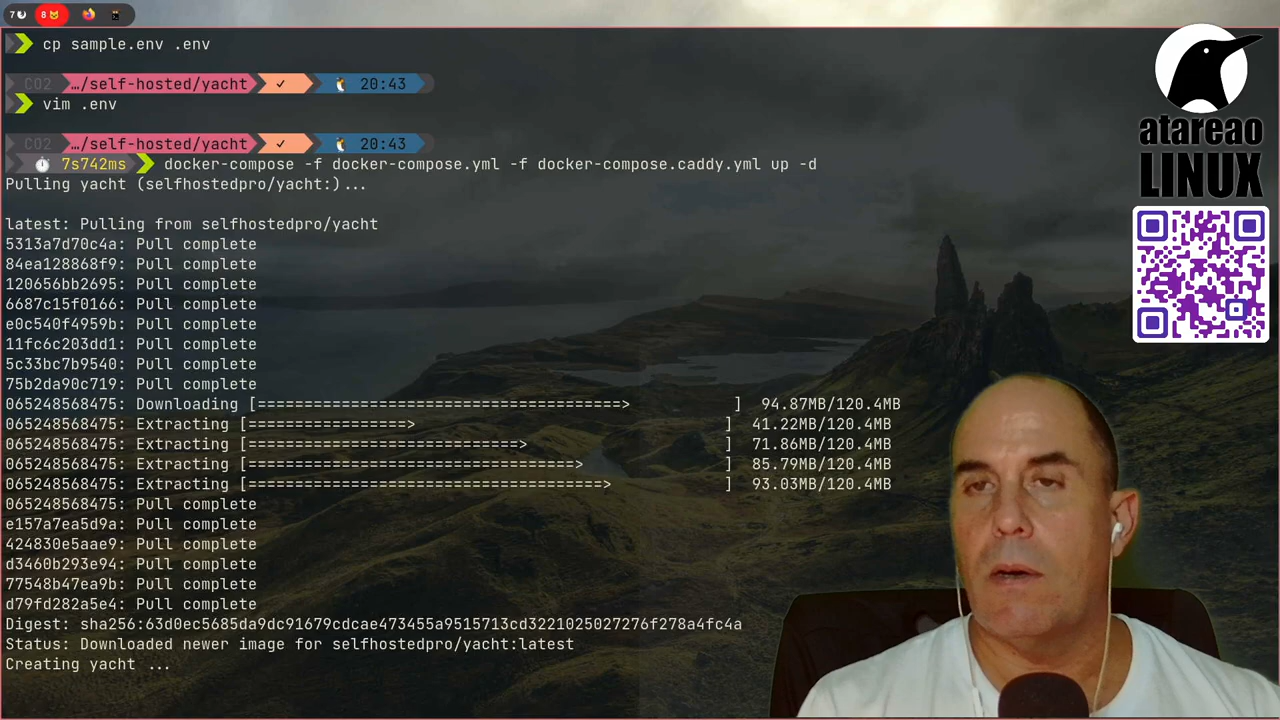 7 8
cp sample.env .env
CO2 …/self-hosted/yacht ✓ 20:43
vim .env
CO2 …/self-hosted/yacht ✓ 20:43
7s742ms docker-compose -f docker-compose.yml -f docker-compose.caddy.yml up -d
Pulling yacht (selfhostedpro/yacht:)...
latest: Pulling from selfhostedpro/yacht
5313a7d70c4a: Pull complete
84ea128868f9: Pull complete
120656bb2695: Pull complete
6687c15f0166: Pull complete
e0c540f4959b: Pull complete
11fc6c203dd1: Pull complete
5c33bc7b9540: Pull complete
75b2da90c719: Pull complete
065248568475: Downloading [=======================================>           ]  94.87MB/120.4MB
065248568475: Extracting [=================>                                 ]  41.22MB/120.4MB
065248568475: Extracting [=============================>                     ]  71.86MB/120.4MB
065248568475: Extracting [===================================>               ]  85.79MB/120.4MB
065248568475: Extracting [======================================>            ]  93.03MB/120.4MB
065248568475: Pull complete
e157a7ea5d9a: Pull complete
424830e5aae9: Pull complete
d3460b293e94: Pull complete
77548b47ea9b: Pull complete
d79fd282a5e4: Pull complete
Digest: sha256:63d0ec5685da9dc91679cdcae473455a9515713cd3221025027276f278a4fc4a
Status: Downloaded newer image for selfhostedpro/yacht:latest
Creating yacht ...
atareao
LINUX